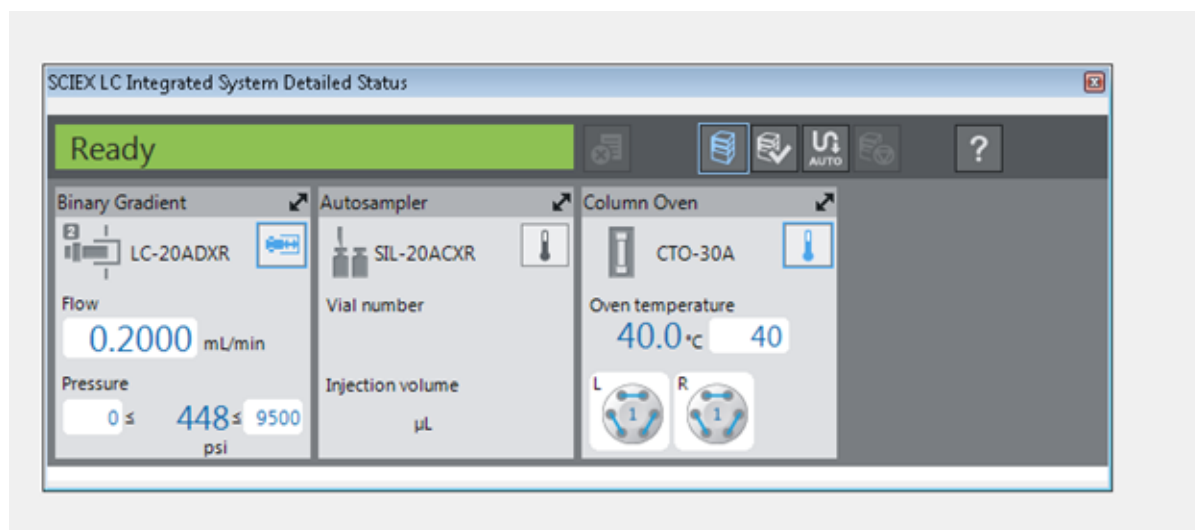 SCIEX LC Integrated System Detailed Status
Ready
AUTO
?
Binary Gradient
2
LC-20ADXR
Flow
0.2000 mL/min
Pressure
0 ≤ 448 ≤ 9500
psi
Autosampler
SIL-20ACXR
Vial number
Injection volume
µL
Column Oven
CTO-30A
Oven temperature
40.0 °C 40
L 1 R 1